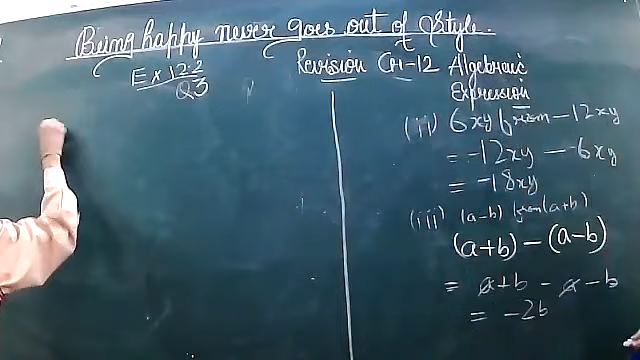 Being happy never goes out of Style.
Ex 12.2
Q3
Revision CH-12 Algebraic
Expression
(ii) 6xy from -12xy
= -12xy - 6xy
= -18xy
(iii) (a-b) from (a+b)
(a+b) - (a-b)
= a+b - a - b
= -2b